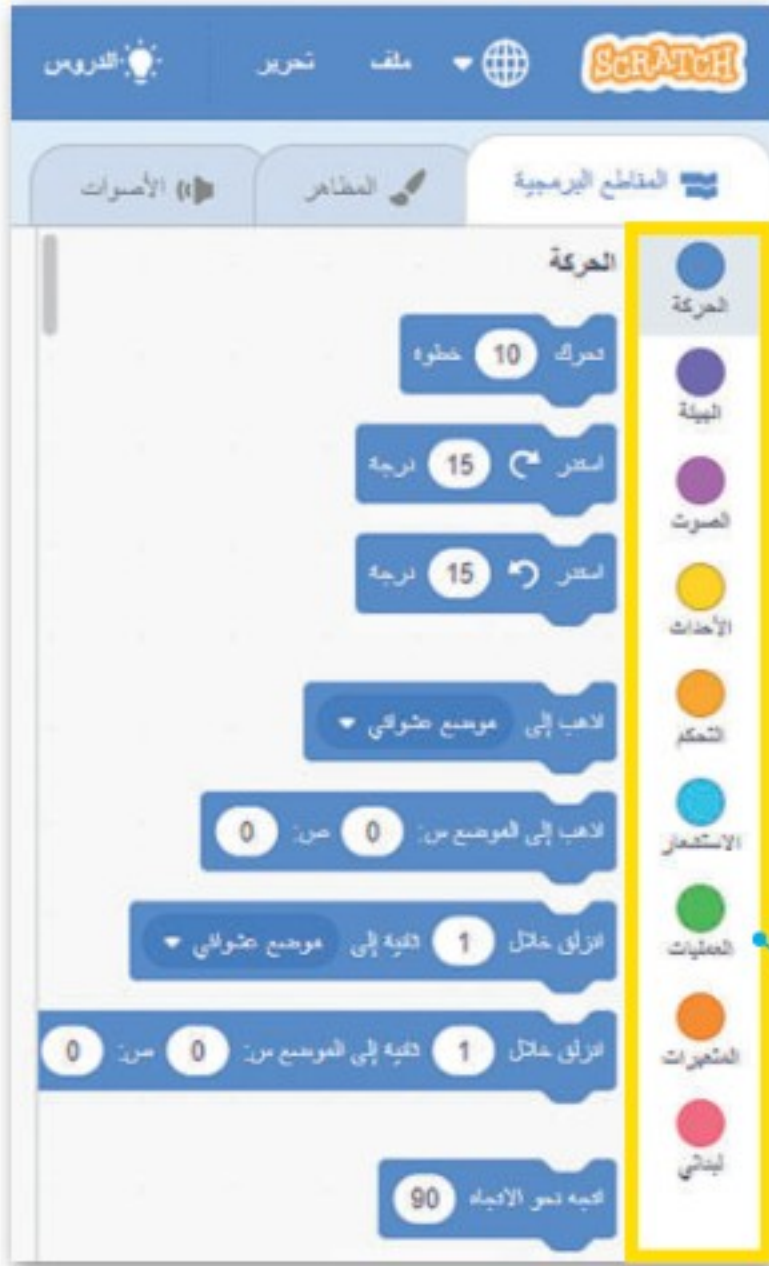 SCRATCH ملف تحرير الدروس
المقاطع البرمجية المظاهر الأصوات
الحركة
الهيئة
الصوت
الأحداث
التحكم
الاستشعار
العمليات
المتغيرات
لبناتي
الحركة
تحرك 10 خطوة
استدر 15 درجة
استدر 15 درجة
اذهب إلى موضع عشوائي
اذهب إلى الموضع س: 0 ص: 0
انزلق خلال 1 ثانية إلى موضع عشوائي
انزلق خلال 1 ثانية إلى الموضع س: 0 ص: 0
اتجه نحو الاتجاه 90